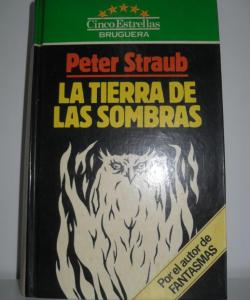 Cinco Estrellas
BRUGUERA
Peter Straub
LA TIERRA DE
LAS SOMBRAS
Por el autor de
FANTASMAS